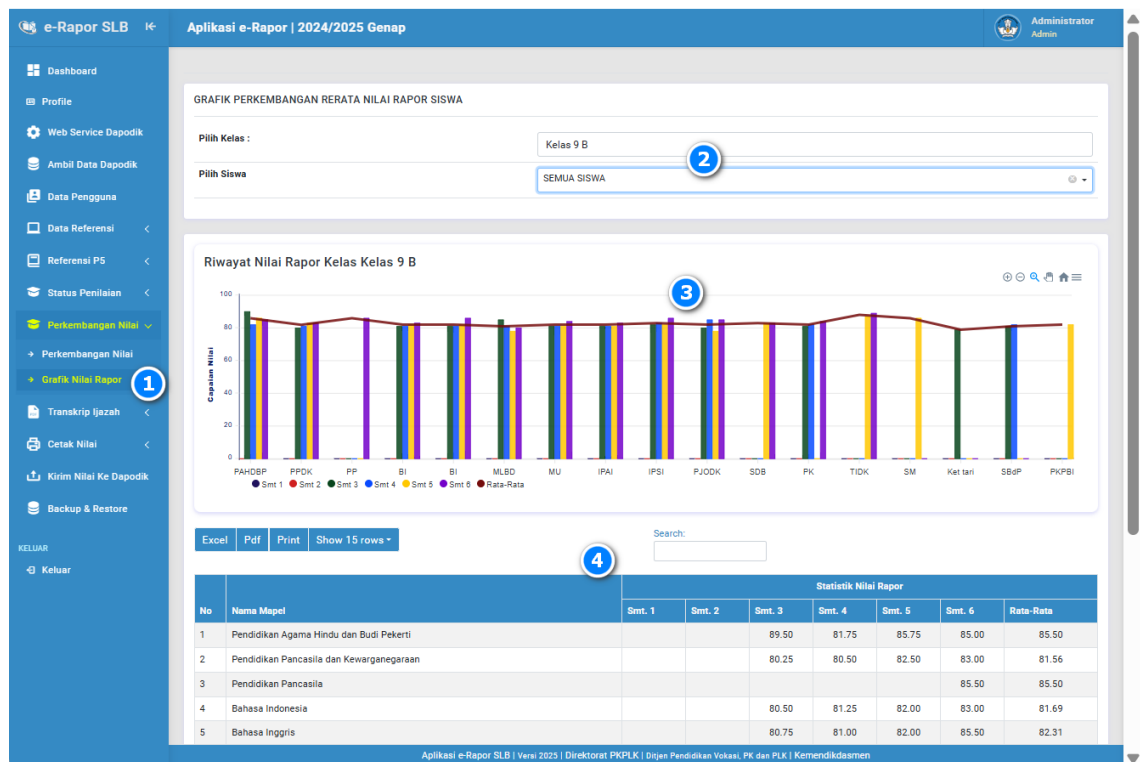 e-Rapor SLB
Aplikasi e-Rapor | 2024/2025 Genap
Administrator
Admin
Dashboard
Profile
Web Service Dapodik
Ambil Data Dapodik
Data Pengguna
Data Referensi
Referensi P5
Status Penilaian
Perkembangan Nilai
Perkembangan Nilai
Grafik Nilai Rapor
1
Transkrip Ijazah
Cetak Nilai
Kirim Nilai Ke Dapodik
Backup & Restore
KELUAR
Keluar
GRAFIK PERKEMBANGAN RERATA NILAI RAPOR SISWA
Pilih Kelas :
Kelas 9 B
2
Pilih Siswa
SEMUA SISWA
Riwayat Nilai Rapor Kelas Kelas 9 B
3
100
80
60
40
20
0
Capaian Nilai
PAHDBP PPDK PP BI BI MLBD MU IPAI IPSI PJODK SDB PK TIDK SM Ket tari SBdP PKPBI
Smt 1 Smt 2 Smt 3 Smt 4 Smt 5 Smt 6 Rata-Rata
Excel Pdf Print Show 15 rows
Search:
4
Statistik Nilai Rapor
No Nama Mapel Smt. 1 Smt. 2 Smt. 3 Smt. 4 Smt. 5 Smt. 6 Rata-Rata
1 Pendidikan Agama Hindu dan Budi Pekerti 89.50 81.75 85.75 85.00 85.50
2 Pendidikan Pancasila dan Kewarganegaraan 80.25 80.50 82.50 83.00 81.56
3 Pendidikan Pancasila 85.50 85.50
4 Bahasa Indonesia 80.50 81.25 82.00 83.00 81.69
5 Bahasa Inggris 80.75 81.00 82.00 85.50 82.31
Aplikasi e-Rapor SLB | Versi 2025 | Direktorat PKPLK | Ditjen Pendidikan Vokasi, PK dan PLK | Kemendikdasmen